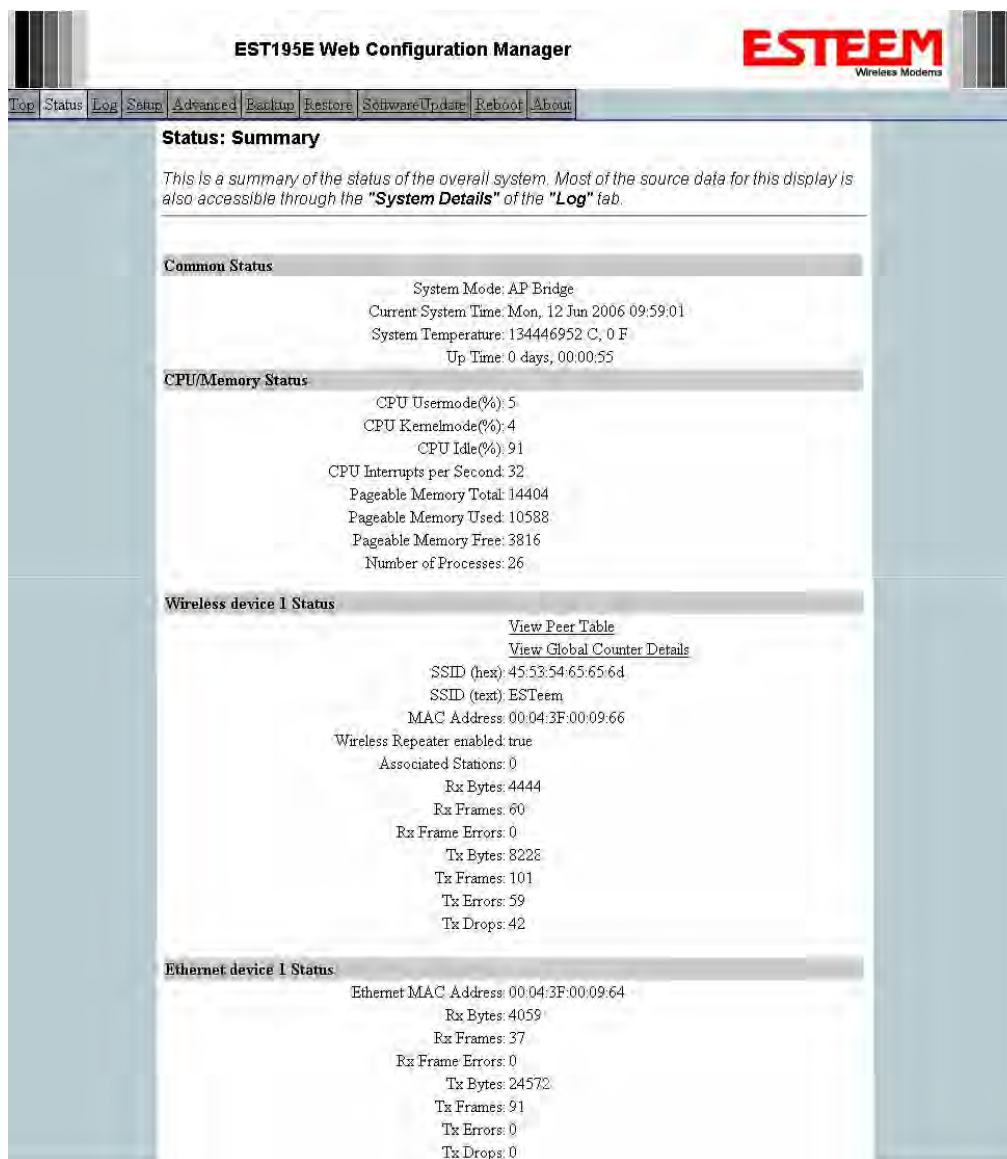 EST195E Web Configuration Manager
ESTEEM
Wireless Modems
Top Status Log Setup Advanced Backup Restore SoftwareUpdate Reboot About
Status: Summary
This is a summary of the status of the overall system. Most of the source data for this display is
also accessible through the "System Details" of the "Log" tab.
Common Status
System Mode: AP Bridge
Current System Time: Mon, 12 Jun 2006 09:59:01
System Temperature: 134446952 C, 0 F
Up Time: 0 days, 00:00:55
CPU/Memory Status
CPU Usermode(%): 5
CPU Kernelmode(%): 4
CPU Idle(%): 91
CPU Interrupts per Second: 32
Pageable Memory Total: 14404
Pageable Memory Used: 10588
Pageable Memory Free: 3816
Number of Processes: 26
Wireless device 1 Status
View Peer Table
View Global Counter Details
SSID (hex): 45:53:54:65:65:6d
SSID (text): ESTeem
MAC Address: 00:04:3F:00:09:66
Wireless Repeater enabled: true
Associated Stations: 0
Rx Bytes: 4444
Rx Frames: 60
Rx Frame Errors: 0
Tx Bytes: 8228
Tx Frames: 101
Tx Errors: 59
Tx Drops: 42
Ethernet device 1 Status
Ethernet MAC Address: 00:04:3F:00:09:64
Rx Bytes: 4059
Rx Frames: 37
Rx Frame Errors: 0
Tx Bytes: 24572
Tx Frames: 91
Tx Errors: 0
Tx Drops: 0